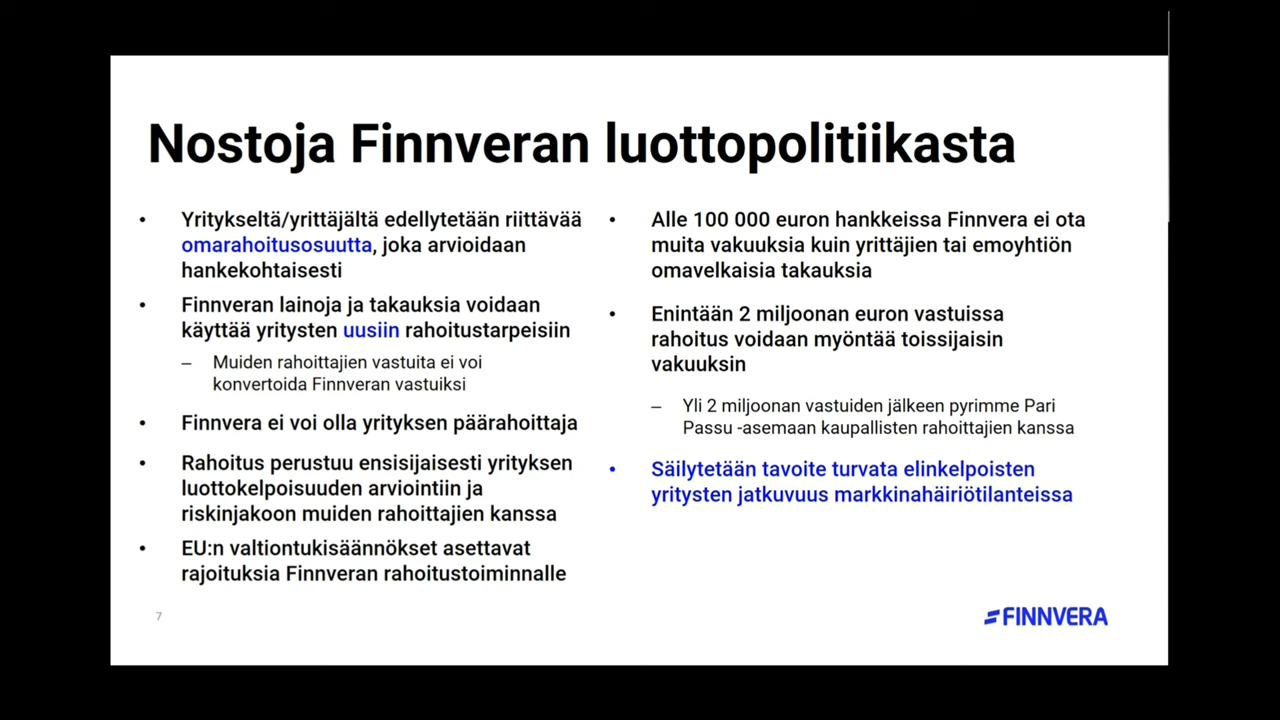 Nostoja Finnveran luottopolitiikasta
• Yritykseltä/yrittäjältä edellytetään riittävää
omarahoitusosuutta, joka arvioidaan
hankekohtaisesti
• Finnveran lainoja ja takauksia voidaan
käyttää yritysten uusiin rahoitustarpeisiin
– Muiden rahoittajien vastuita ei voi
konvertoida Finnveran vastuiksi
• Finnvera ei voi olla yrityksen päärahoittaja
• Rahoitus perustuu ensisijaisesti yrityksen
luottokelpoisuuden arviointiin ja
riskinjakoon muiden rahoittajien kanssa
• EU:n valtiontukisäännökset asettavat
rajoituksia Finnveran rahoitustoiminnalle
• Alle 100 000 euron hankkeissa Finnvera ei ota
muita vakuuksia kuin yrittäjien tai emoyhtiön
omavelkaisia takauksia
• Enintään 2 miljoonan euron vastuissa
rahoitus voidaan myöntää toissijaisin
vakuuksin
– Yli 2 miljoonan vastuiden jälkeen pyrimme Pari
Passu -asemaan kaupallisten rahoittajien kanssa
• Säilytetään tavoite turvata elinkelpoisten
yritysten jatkuvuus markkinahäiriötilanteissa
7
FINNVERA